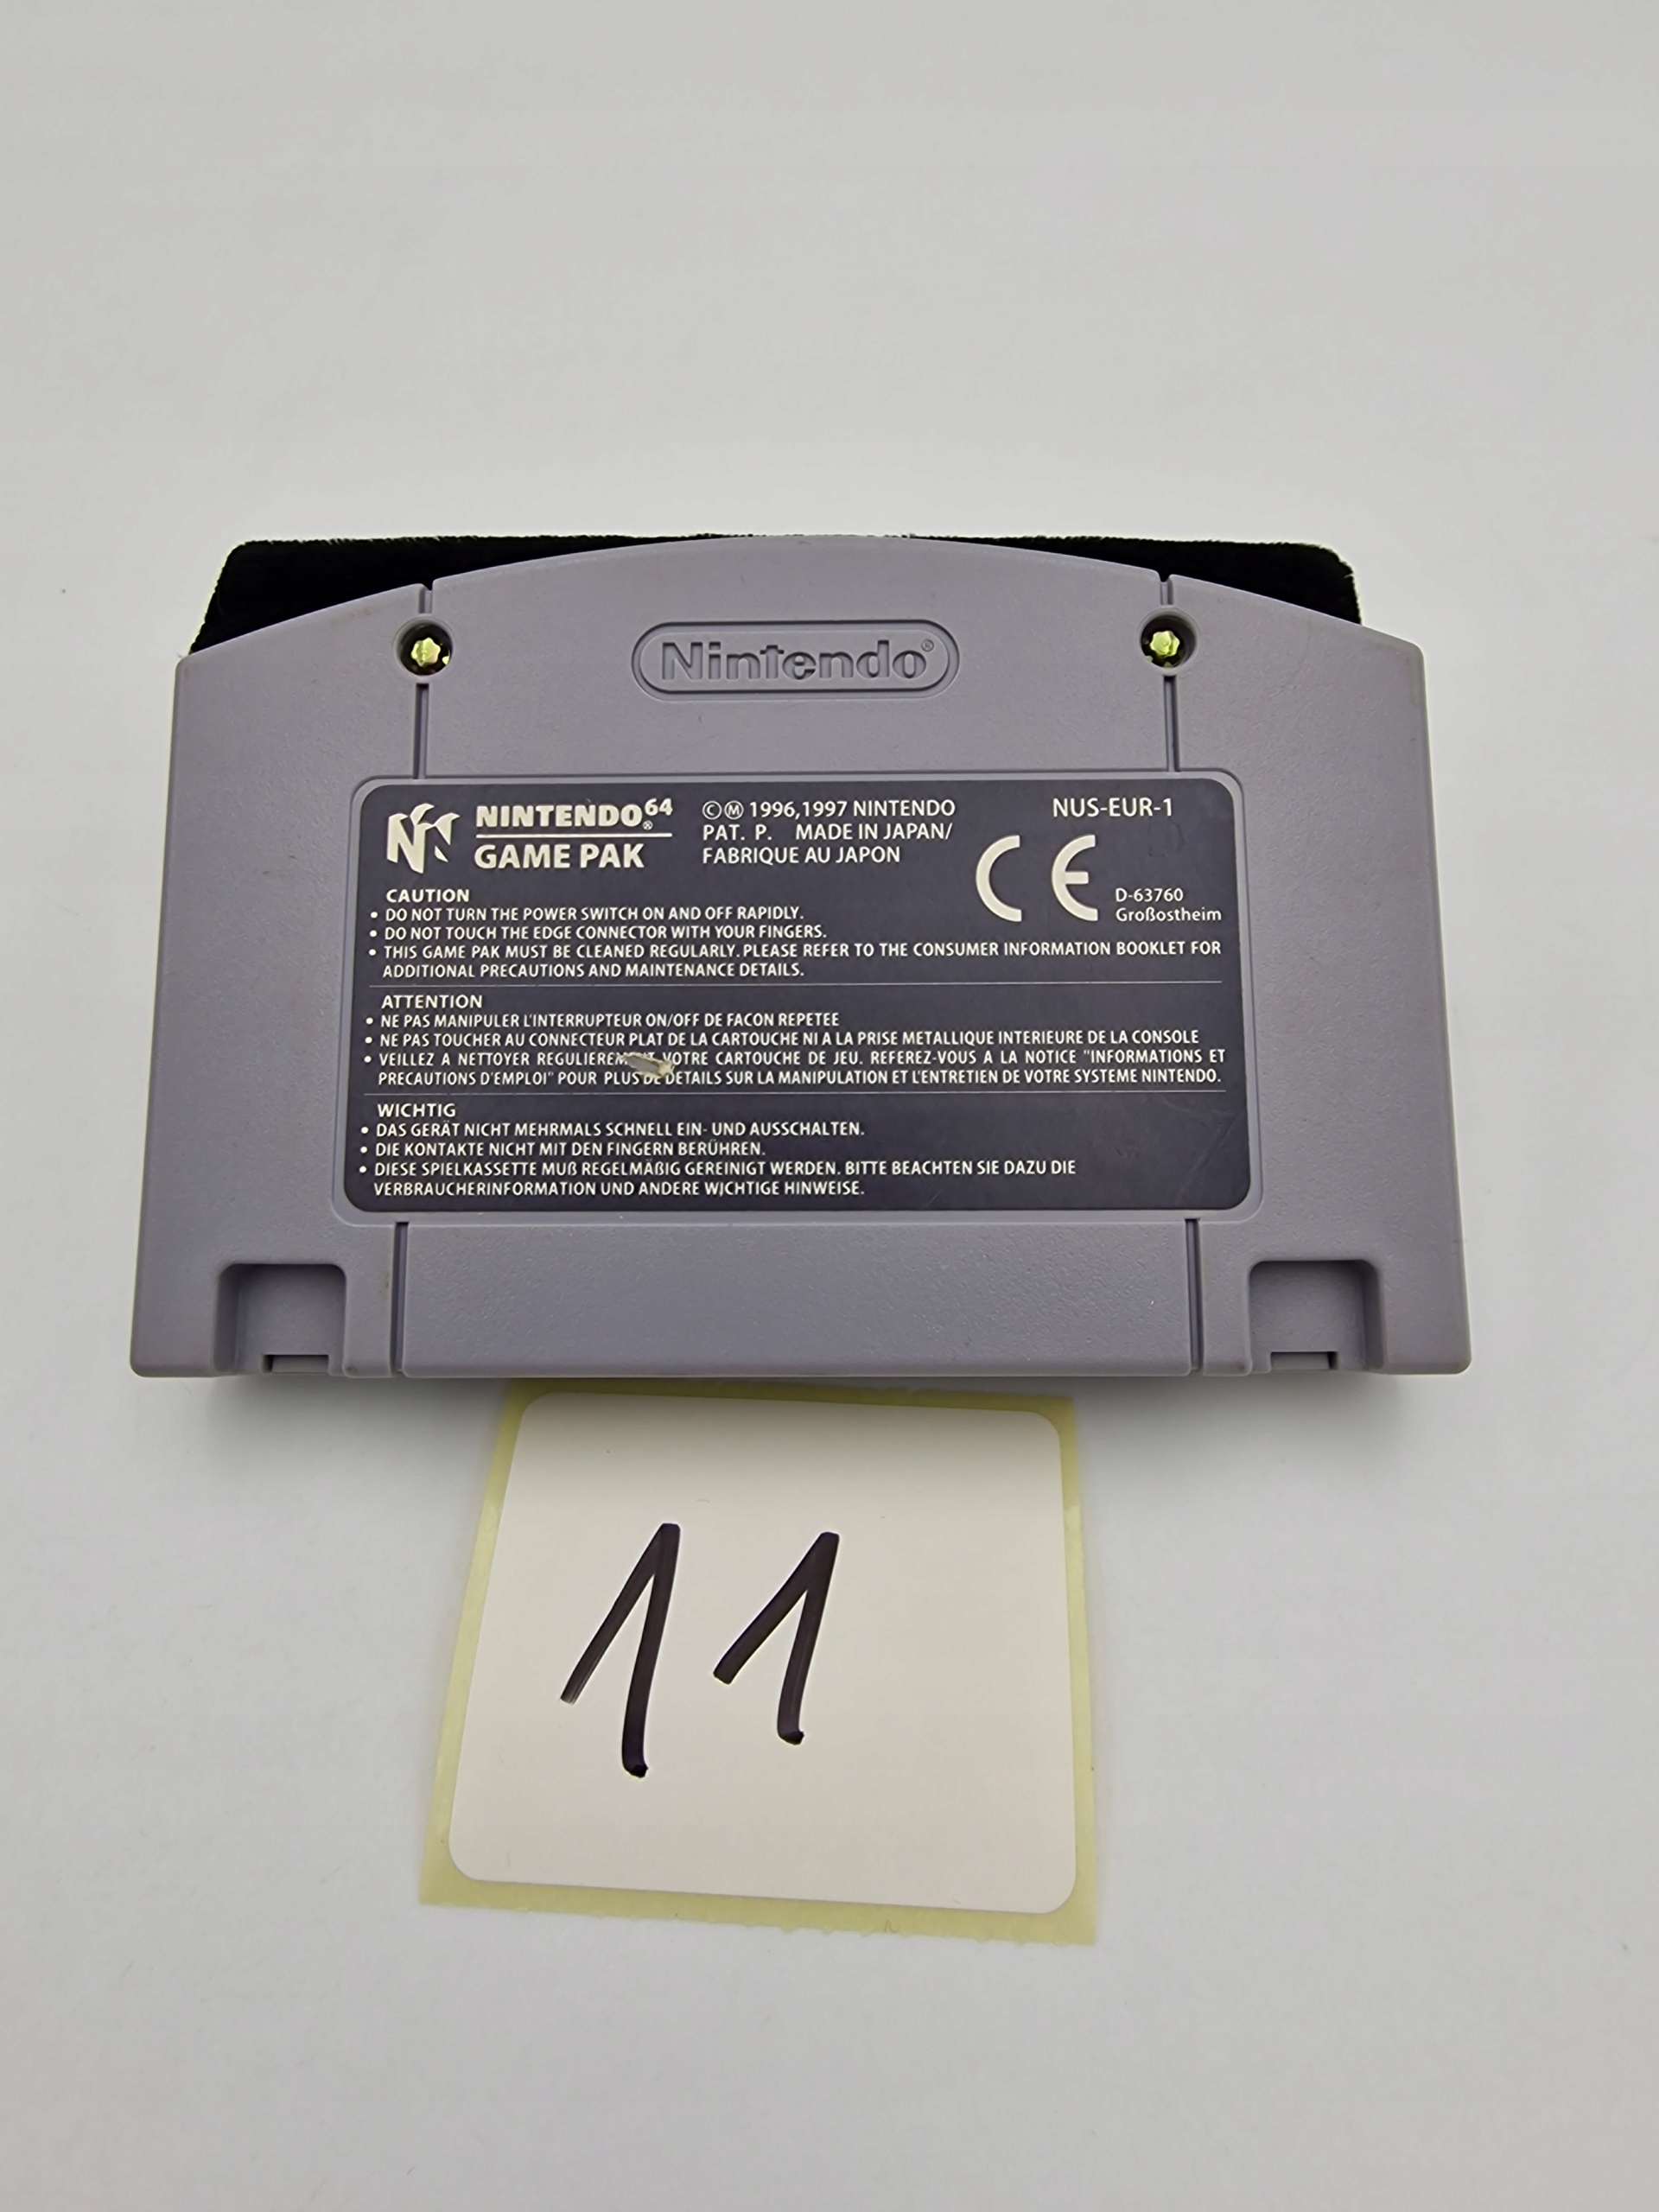 Nintendo®
NINTENDO64®
GAME PAK
©Ⓜ 1996,1997 NINTENDO
PAT. P. MADE IN JAPAN/
FABRIQUE AU JAPON
NUS-EUR-1
CE
D-63760
Großostheim
CAUTION
• DO NOT TURN THE POWER SWITCH ON AND OFF RAPIDLY.
• DO NOT TOUCH THE EDGE CONNECTOR WITH YOUR FINGERS.
• THIS GAME PAK MUST BE CLEANED REGULARLY. PLEASE REFER TO THE CONSUMER INFORMATION BOOKLET FOR
ADDITIONAL PRECAUTIONS AND MAINTENANCE DETAILS.
ATTENTION
• NE PAS MANIPULER L'INTERRUPTEUR ON/OFF DE FACON REPETEE
• NE PAS TOUCHER AU CONNECTEUR PLAT DE LA CARTOUCHE NI A LA PRISE METALLIQUE INTERIEURE DE LA CONSOLE
• VEILLEZ A NETTOYER REGULIEREMENT VOTRE CARTOUCHE DE JEU. REFEREZ-VOUS A LA NOTICE "INFORMATIONS ET
PRECAUTIONS D'EMPLOI" POUR PLUS DE DETAILS SUR LA MANIPULATION ET L'ENTRETIEN DE VOTRE SYSTEME NINTENDO.
WICHTIG
• DAS GERÄT NICHT MEHRMALS SCHNELL EIN- UND AUSSCHALTEN.
• DIE KONTAKTE NICHT MIT DEN FINGERN BERÜHREN.
• DIESE SPIELKASSETTE MUß REGELMÄßIG GEREINIGT WERDEN. BITTE BEACHTEN SIE DAZU DIE
VERBRAUCHERINFORMATION UND ANDERE WICHTIGE HINWEISE.
11